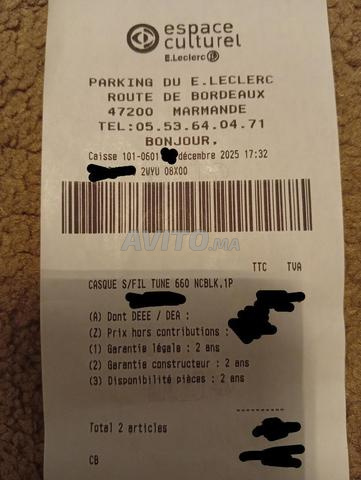 espace
culturel
E.Leclerc
PARKING DU E.LECLERC
ROUTE DE BORDEAUX
47200 MARMANDE
TEL:05.53.64.04.71
BONJOUR,
Caisse 101-0601 décembre 2025 17:32
2WYU 08X00
AVITO.ma
TTC TVA
CASQUE S/FIL TUNE 660 NCBLK.1P
(A) Dont DEEE / DEA :
(Z) Prix hors contributions :
(1) Garantie légale : 2 ans
(2) Garantie constructeur : 2 ans
(3) Disponibilité pièces : 2 ans
----------
Total 2 articles
CB